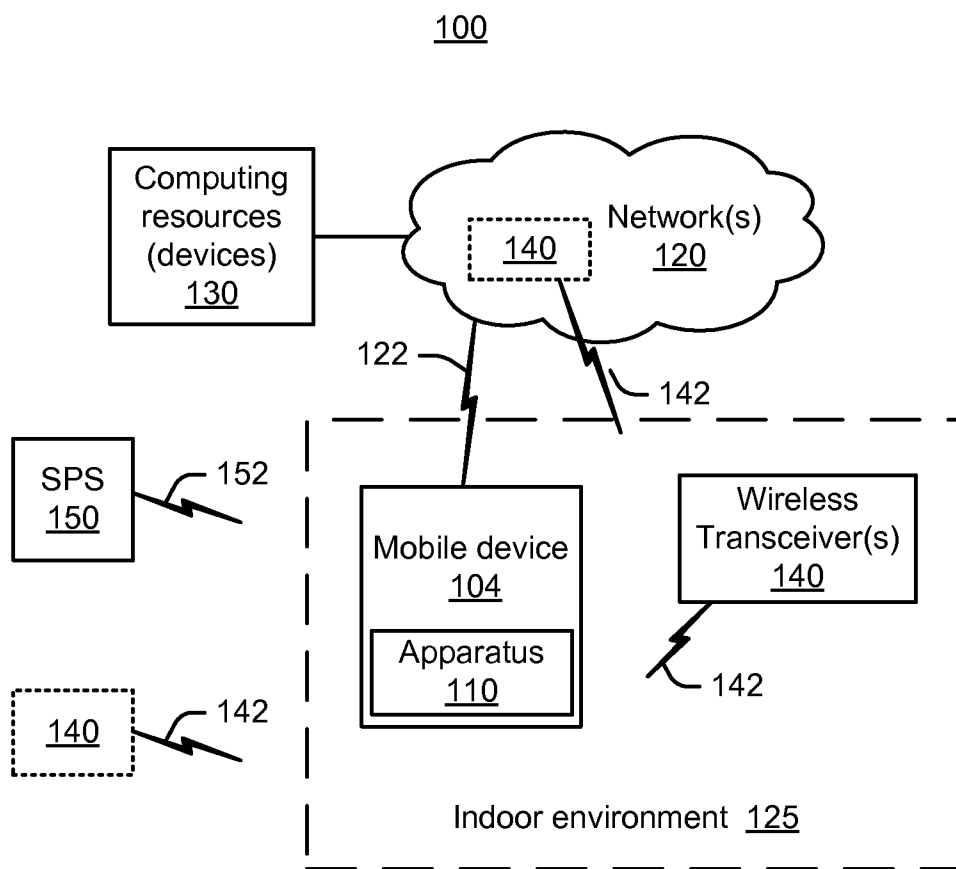 100
Computing
resources
(devices)
130
Network(s)
120
140
122
142
SPS
150
152
Mobile device
104
Apparatus
110
Wireless
Transceiver(s)
140
142
140
142
Indoor environment 125